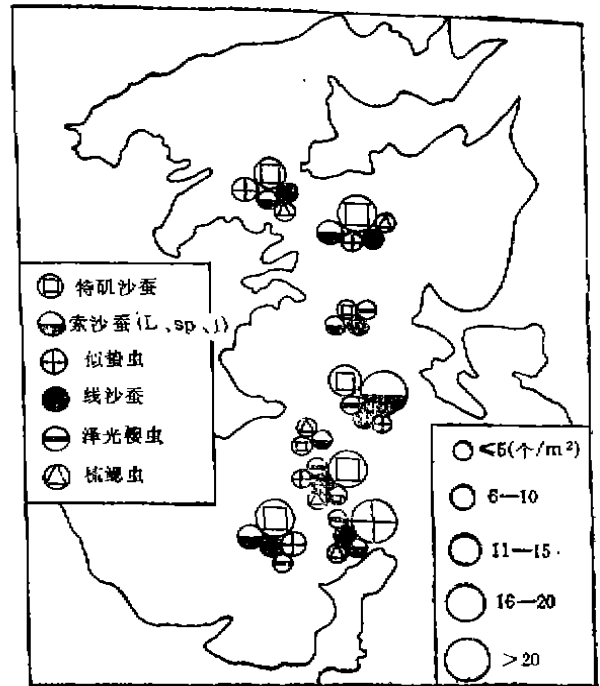 特矶沙蚕
索沙蚕(L、sp、1)
似蛰虫
线沙蚕
泽光稷虫
梳鳃虫
≤5(个/m²)
6—10
11—15.
16—20
>20